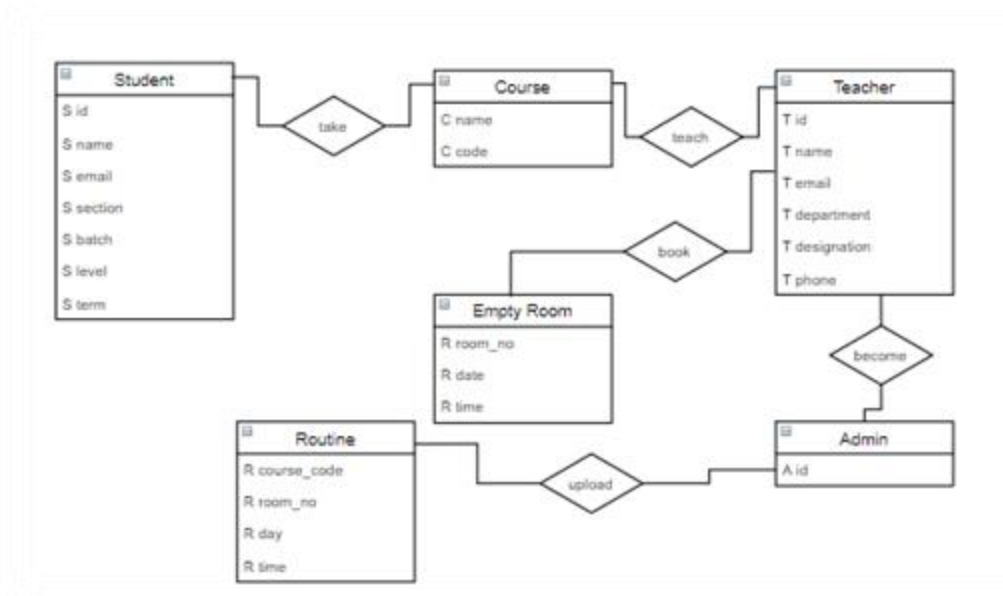 Student
S id
S name
S email
S section
S batch
S level
S term
take
Course
C name
C code
teach
Teacher
T id
T name
T email
T department
T designation
T phone
book
Empty Room
R room_no
R date
R time
become
Routine
R course_code
R room_no
R day
R time
upload
Admin
A id